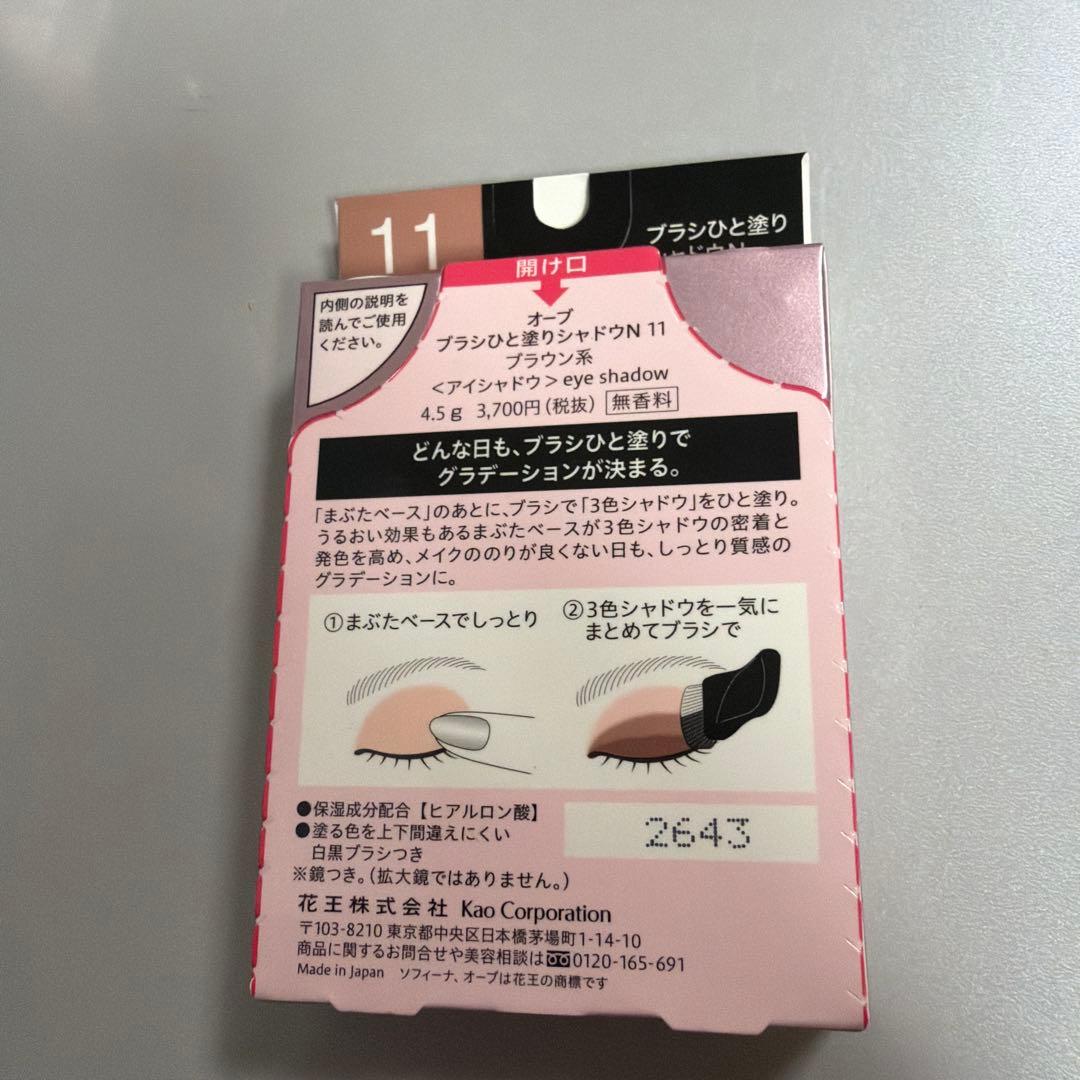 11
ブラシひと塗り
シャドウN
開け口
内側の説明を
読んでご使用
ください。
オーブ
ブラシひと塗りシャドウN 11
ブラウン系
＜アイシャドウ＞eye shadow
4.5g 3,700円（税抜） 無香料
どんな日も、ブラシひと塗りで
グラデーションが決まる。
「まぶたベース」のあとに、ブラシで「3色シャドウ」をひと塗り。
うるおい効果もあるまぶたベースが3色シャドウの密着と
発色を高め、メイクののりが良くない日も、しっとり質感の
グラデーションに。
①まぶたベースでしっとり
②3色シャドウを一気に
まとめてブラシで
●保湿成分配合【ヒアルロン酸】
●塗る色を上下間違えにくい
白黒ブラシつき
※鏡つき。（拡大鏡ではありません。）
2643
花王株式会社 Kao Corporation
〒103-8210 東京都中央区日本橋茅場町1-14-10
商品に関するお問合せや美容相談は0120-165-691
Made in Japan ソフィーナ、オーブは花王の商標です